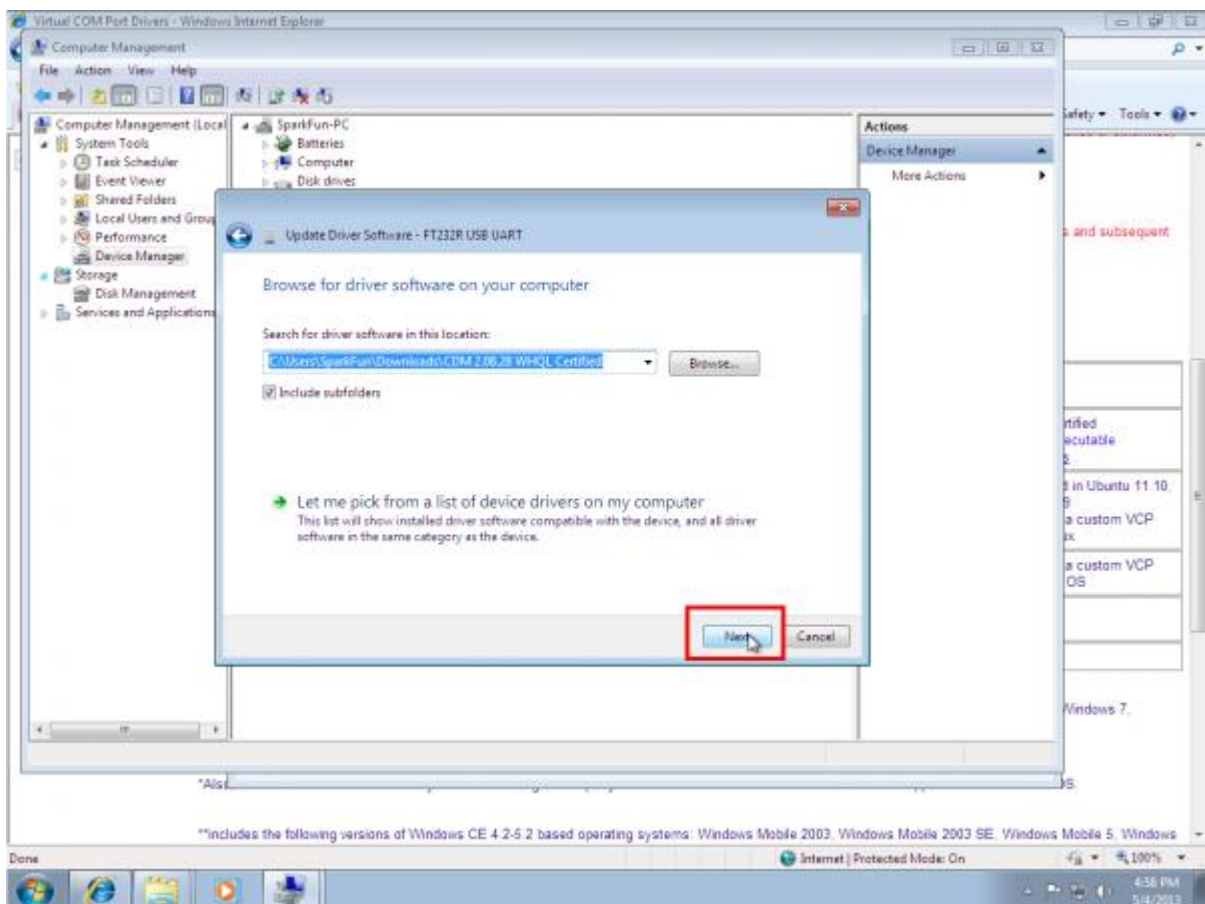 Virtual COM Port Drivers - Windows Internet Explorer
Computer Management
File Action View Help
Safety Tools
Computer Management (Local
System Tools
Task Scheduler
Event Viewer
Shared Folders
Local Users and Group
Performance
Device Manager
Storage
Disk Management
Services and Applications
SparkFun-PC
Batteries
Computer
Disk drives
Actions
Device Manager
More Actions
Update Driver Software - FT232R USB UART
Browse for driver software on your computer
Search for driver software in this location:
C:\Users\SparkFun\Downloads\CDM 2.08.28 WHQL Certified
Browse...
Include subfolders
Let me pick from a list of device drivers on my computer
This list will show installed driver software compatible with the device, and all driver
software in the same category as the device.
Next
Cancel
s and subsequent
rtified
ecutable
d in Ubuntu 11 10,
a custom VCP
a custom VCP
OS
Windows 7,
*Also
OS.
**Includes the following versions of Windows CE 4.2-5.2 based operating systems: Windows Mobile 2003, Windows Mobile 2003 SE, Windows Mobile 5, Windows
Done
Internet | Protected Mode: On
100%
4:58 PM
5/4/2013